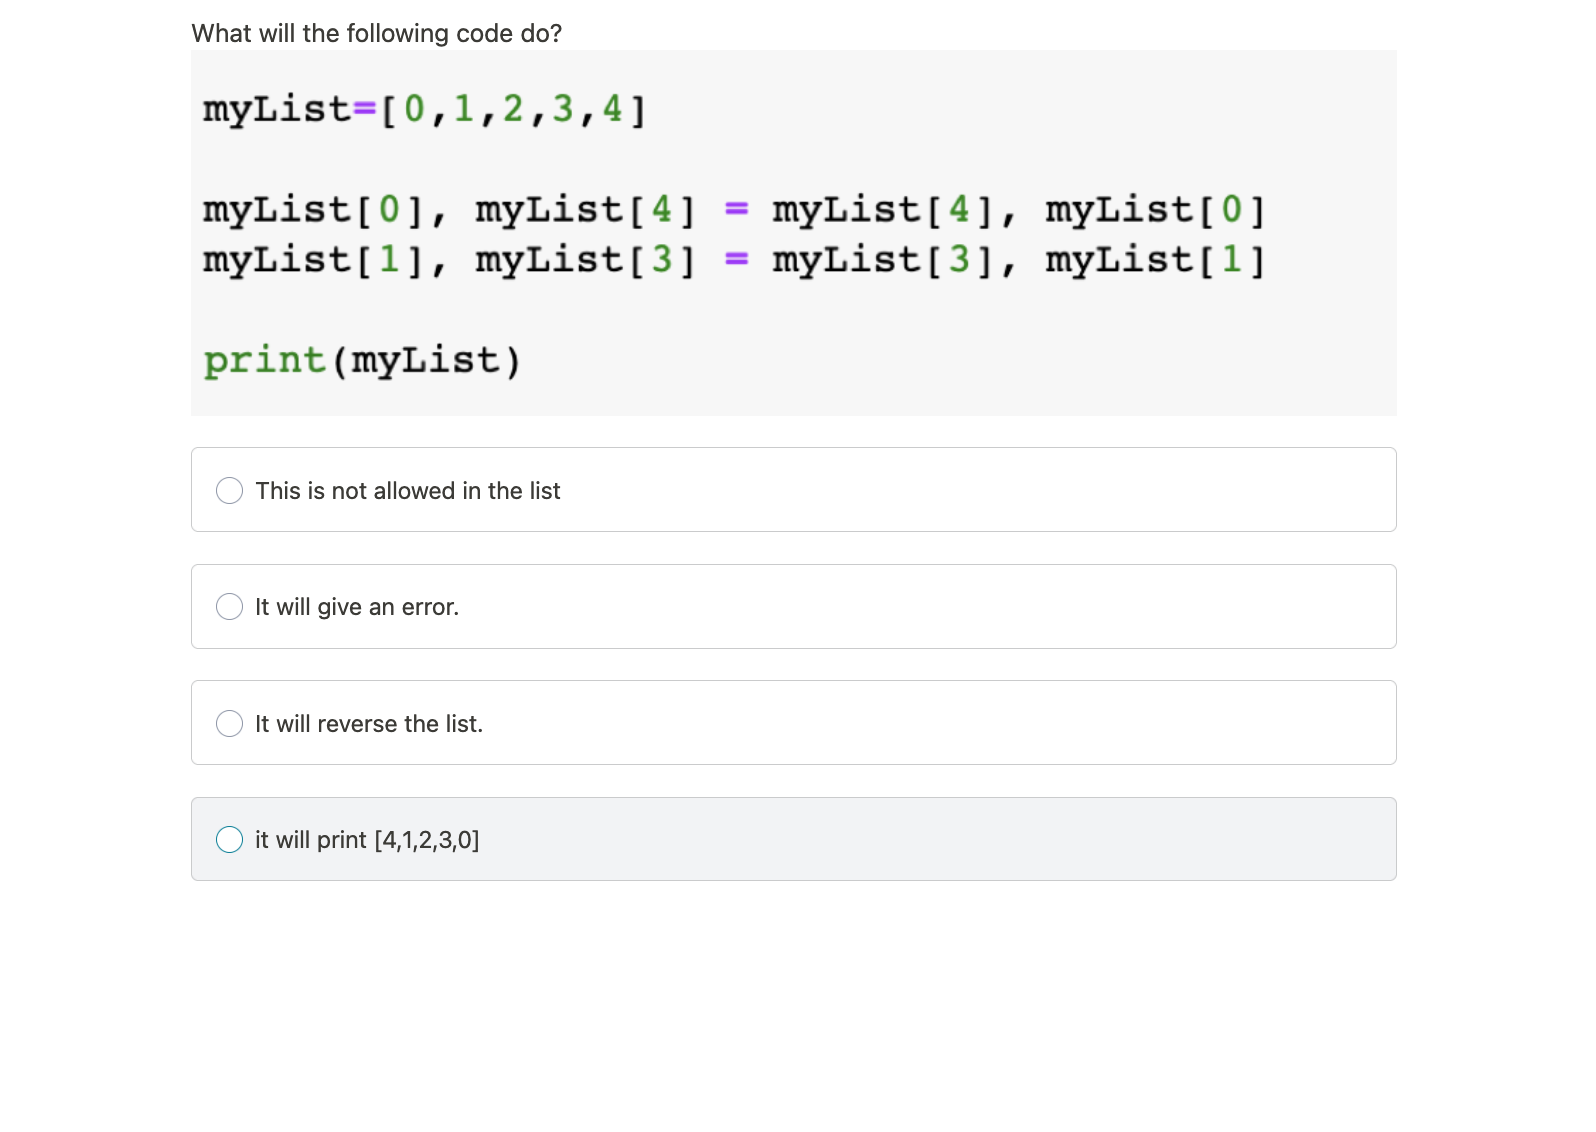 What will the following code do?
myList=[0,1,2,3,4]
myList[0], myList[4] = myList[4], myList[0]
myList[1], myList[3] = myList[3], myList[1]
print(myList)
This is not allowed in the list
It will give an error.
It will reverse the list.
it will print [4,1,2,3,0]